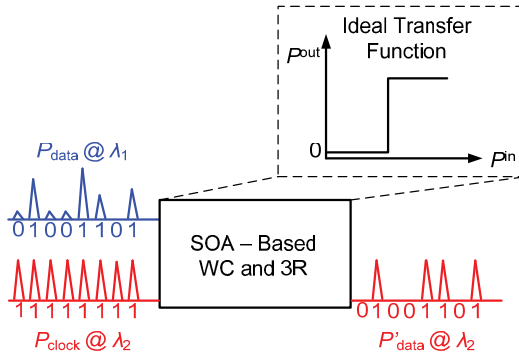 Ideal Transfer
Function
Pout
0
Pin
Pdata @ λ1
01001101
SOA – Based
WC and 3R
11111111
Pclock @ λ2
01001101
P'data @ λ2